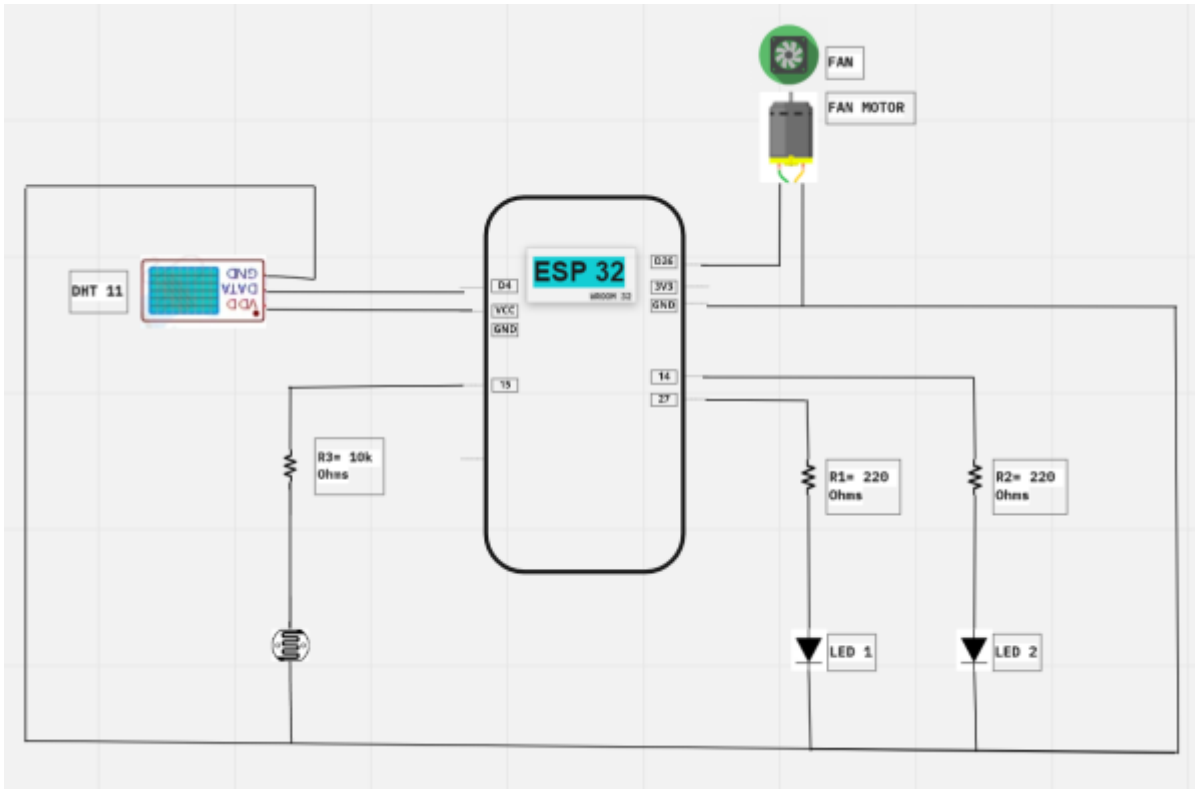 FAN
FAN MOTOR
ESP 32
WROOM 32
D26
3V3
GND
D4
VCC
GND
DHT 11
GND
DATA
VDD
15
14
27
R3= 10k
Ohms
R1= 220
Ohms
R2= 220
Ohms
LED 1
LED 2